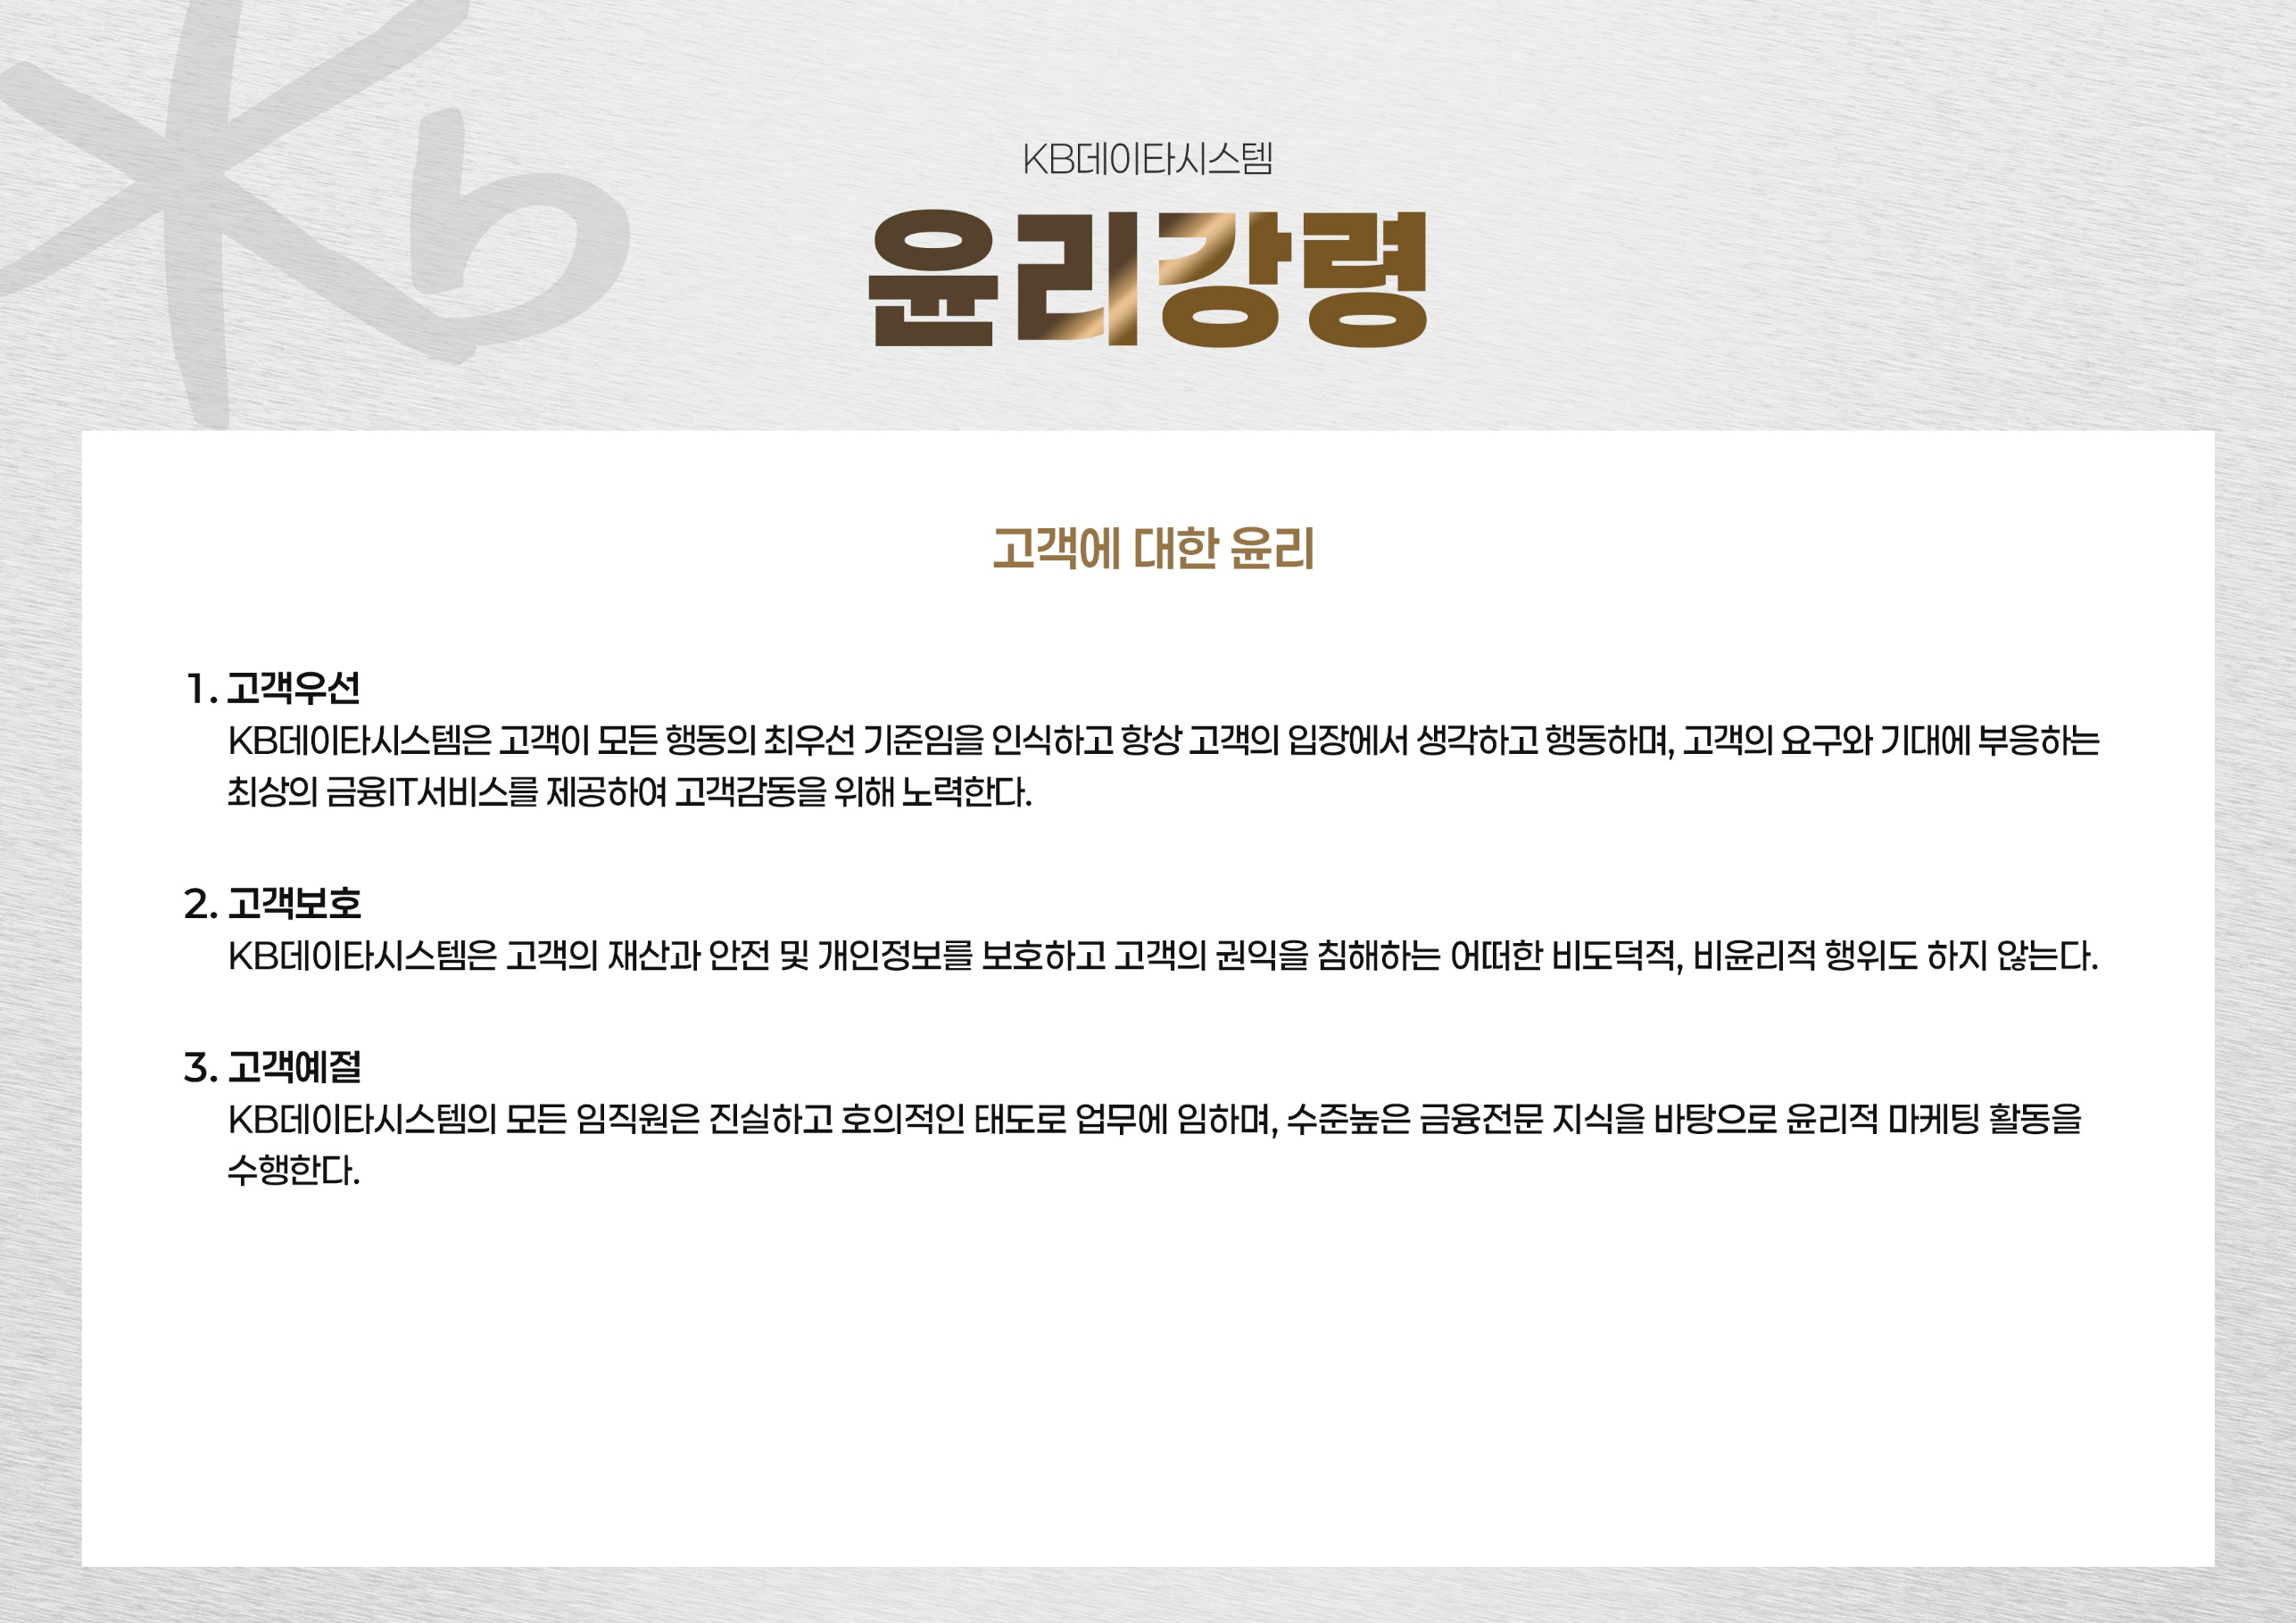 Kb
KB데이타시스템
윤리강령
고객에 대한 윤리
1. 고객우선
KB데이타시스템은 고객이 모든 행동의 최우선 기준임을 인식하고 항상 고객의 입장에서 생각하고 행동하며, 고객의 요구와 기대에 부응하는
최상의 금융IT서비스를 제공하여 고객감동을 위해 노력한다.
2. 고객보호
KB데이타시스템은 고객의 재산과 안전 및 개인정보를 보호하고 고객의 권익을 침해하는 어떠한 비도덕적, 비윤리적 행위도 하지 않는다.
3. 고객예절
KB데이타시스템의 모든 임직원은 진실하고 호의적인 태도로 업무에 임하며, 수준높은 금융전문 지식을 바탕으로 윤리적 마케팅 활동을
수행한다.